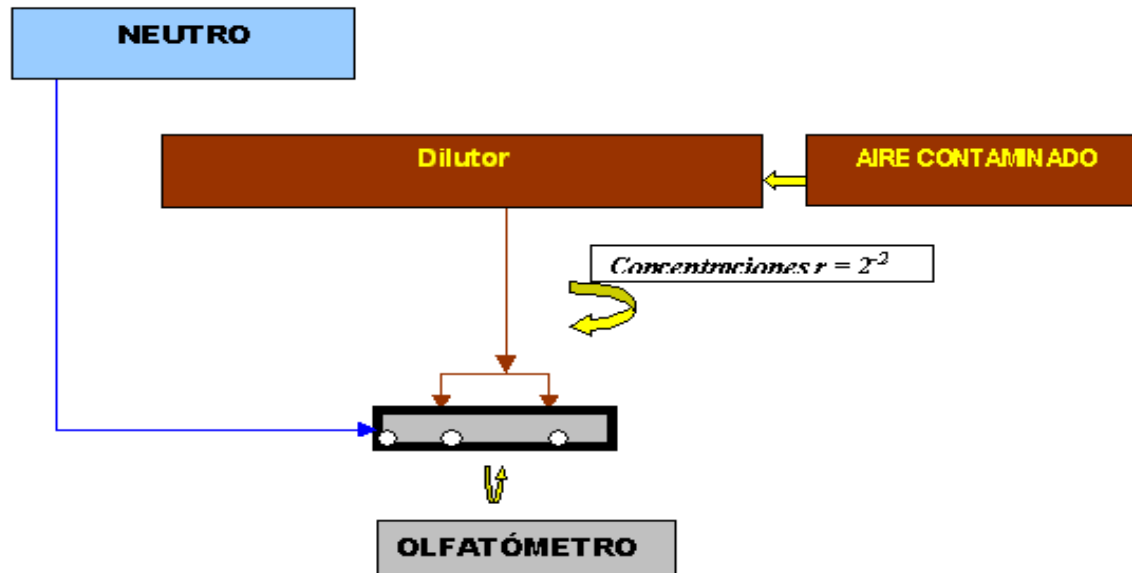 NEUTRO
Dilutor
AIRE CONTAMINADO
Concentraciones r = 2⁻²
OLFATÓMETRO